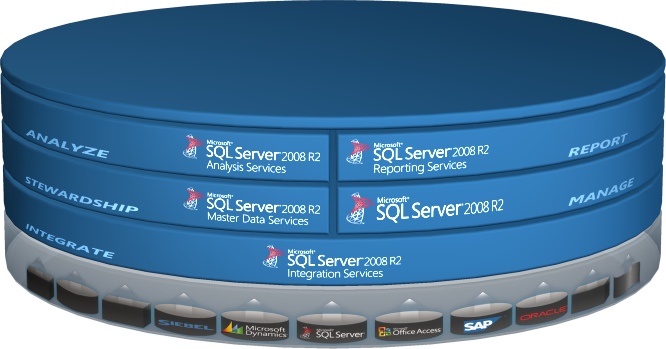 ANALYZE
Microsoft®
SQL Server® 2008 R2
Analysis Services
Microsoft®
SQL Server® 2008 R2
Reporting Services
REPORT
STEWARDSHIP
Microsoft®
SQL Server® 2008 R2
Master Data Services
Microsoft®
SQL Server® 2008 R2
MANAGE
INTEGRATE
Microsoft®
SQL Server® 2008 R2
Integration Services
SIEBEL
Microsoft
Dynamics
SQL Server
Office Access
SAP
ORACLE